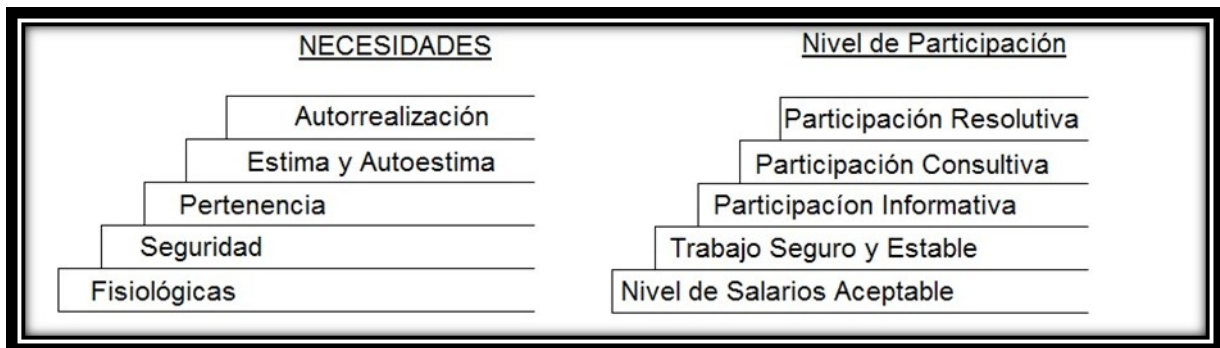 NECESIDADES
Autorrealización
Estima y Autoestima
Pertenencia
Seguridad
Fisiológicas
Nivel de Participación
Participación Resolutiva
Participación Consultiva
Participacíon Informativa
Trabajo Seguro y Estable
Nivel de Salarios Aceptable